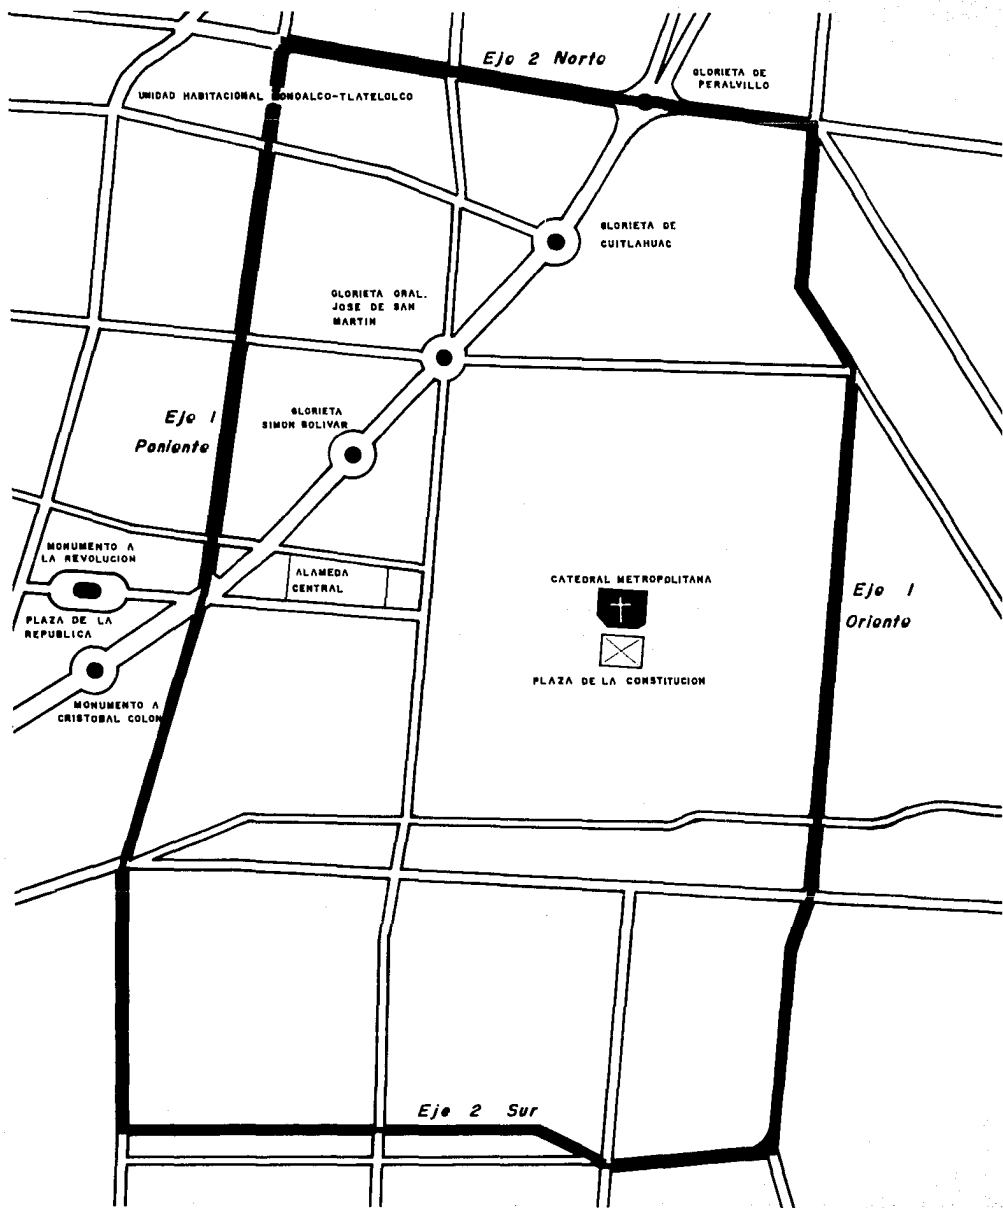 Eje 2 Norte
GLORIETA DE
PERALVILLO
UNIDAD HABITACIONAL NONOALCO-TLATELOLCO
GLORIETA DE
CUITLAHUAC
GLORIETA GRAL.
JOSE DE SAN
MARTIN
Eje 1
Poniente
GLORIETA
SIMON BOLIVAR
MONUMENTO A
LA REVOLUCION
ALAMEDA
CENTRAL
CATEDRAL METROPOLITANA
Eje 1
Oriente
PLAZA DE LA
REPUBLICA
PLAZA DE LA CONSTITUCION
MONUMENTO A
CRISTOBAL COLON
Eje 2 Sur